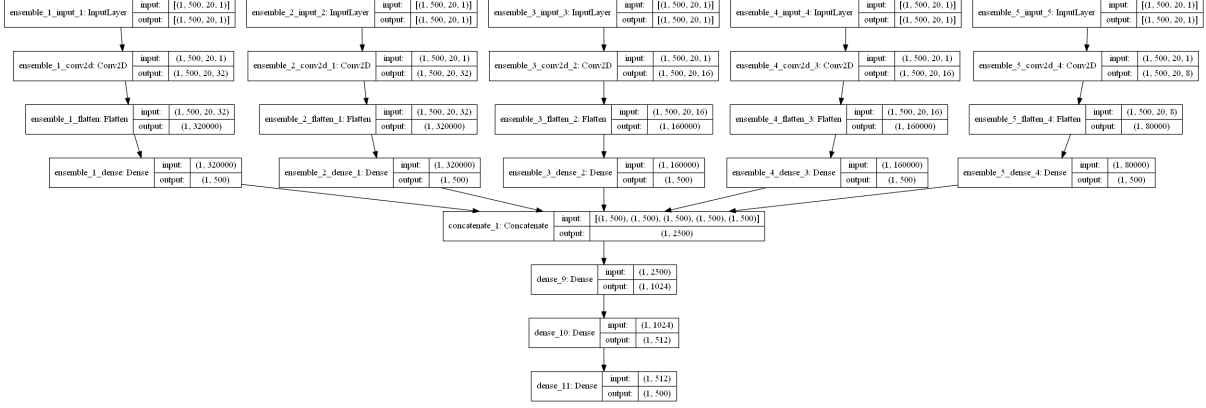 ensemble_1_input_1: InputLayer input: [(1, 500, 20, 1)] output: [(1, 500, 20, 1)]
ensemble_2_input_2: InputLayer input: [(1, 500, 20, 1)] output: [(1, 500, 20, 1)]
ensemble_3_input_3: InputLayer input: [(1, 500, 20, 1)] output: [(1, 500, 20, 1)]
ensemble_4_input_4: InputLayer input: [(1, 500, 20, 1)] output: [(1, 500, 20, 1)]
ensemble_5_input_5: InputLayer input: [(1, 500, 20, 1)] output: [(1, 500, 20, 1)]
ensemble_1_conv2d: Conv2D input: (1, 500, 20, 1) output: (1, 500, 20, 32)
ensemble_2_conv2d_1: Conv2D input: (1, 500, 20, 1) output: (1, 500, 20, 32)
ensemble_3_conv2d_2: Conv2D input: (1, 500, 20, 1) output: (1, 500, 20, 16)
ensemble_4_conv2d_3: Conv2D input: (1, 500, 20, 1) output: (1, 500, 20, 16)
ensemble_5_conv2d_4: Conv2D input: (1, 500, 20, 1) output: (1, 500, 20, 8)
ensemble_1_flatten: Flatten input: (1, 500, 20, 32) output: (1, 320000)
ensemble_2_flatten_1: Flatten input: (1, 500, 20, 32) output: (1, 320000)
ensemble_3_flatten_2: Flatten input: (1, 500, 20, 16) output: (1, 160000)
ensemble_4_flatten_3: Flatten input: (1, 500, 20, 16) output: (1, 160000)
ensemble_5_flatten_4: Flatten input: (1, 500, 20, 8) output: (1, 80000)
ensemble_1_dense: Dense input: (1, 320000) output: (1, 500)
ensemble_2_dense_1: Dense input: (1, 320000) output: (1, 500)
ensemble_3_dense_2: Dense input: (1, 160000) output: (1, 500)
ensemble_4_dense_3: Dense input: (1, 160000) output: (1, 500)
ensemble_5_dense_4: Dense input: (1, 80000) output: (1, 500)
concatenate_1: Concatenate input: [(1, 500), (1, 500), (1, 500), (1, 500), (1, 500)] output: (1, 2500)
dense_9: Dense input: (1, 2500) output: (1, 1024)
dense_10: Dense input: (1, 1024) output: (1, 512)
dense_11: Dense input: (1, 512) output: (1, 500)